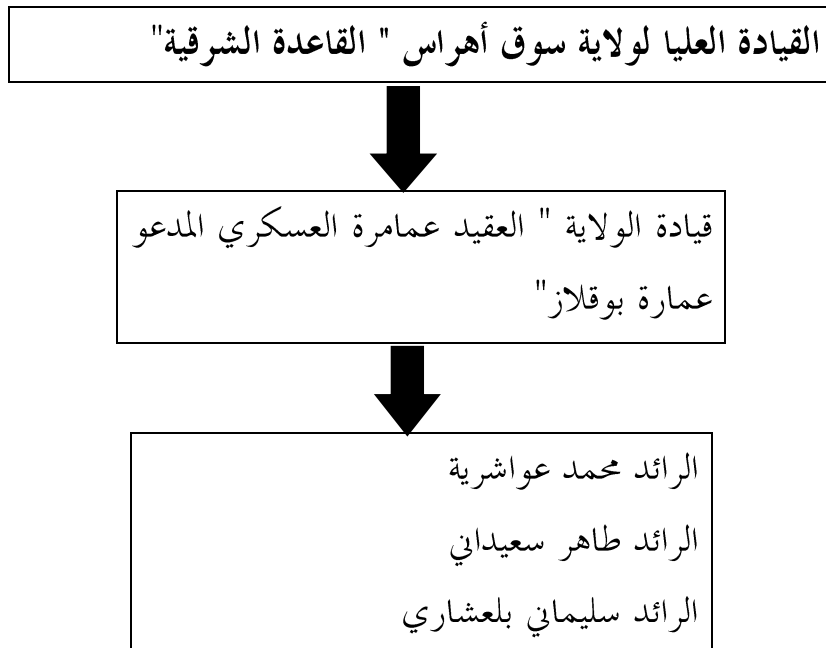 القيادة العليا لولاية سوق أهراس " القاعدة الشرقية"
قيادة الولاية " العقيد عمامرة العسكري المدعو
عمارة بوقلاز"
الرائد محمد عواشرية
الرائد طاهر سعيداني
الرائد سليماني بلعشاري